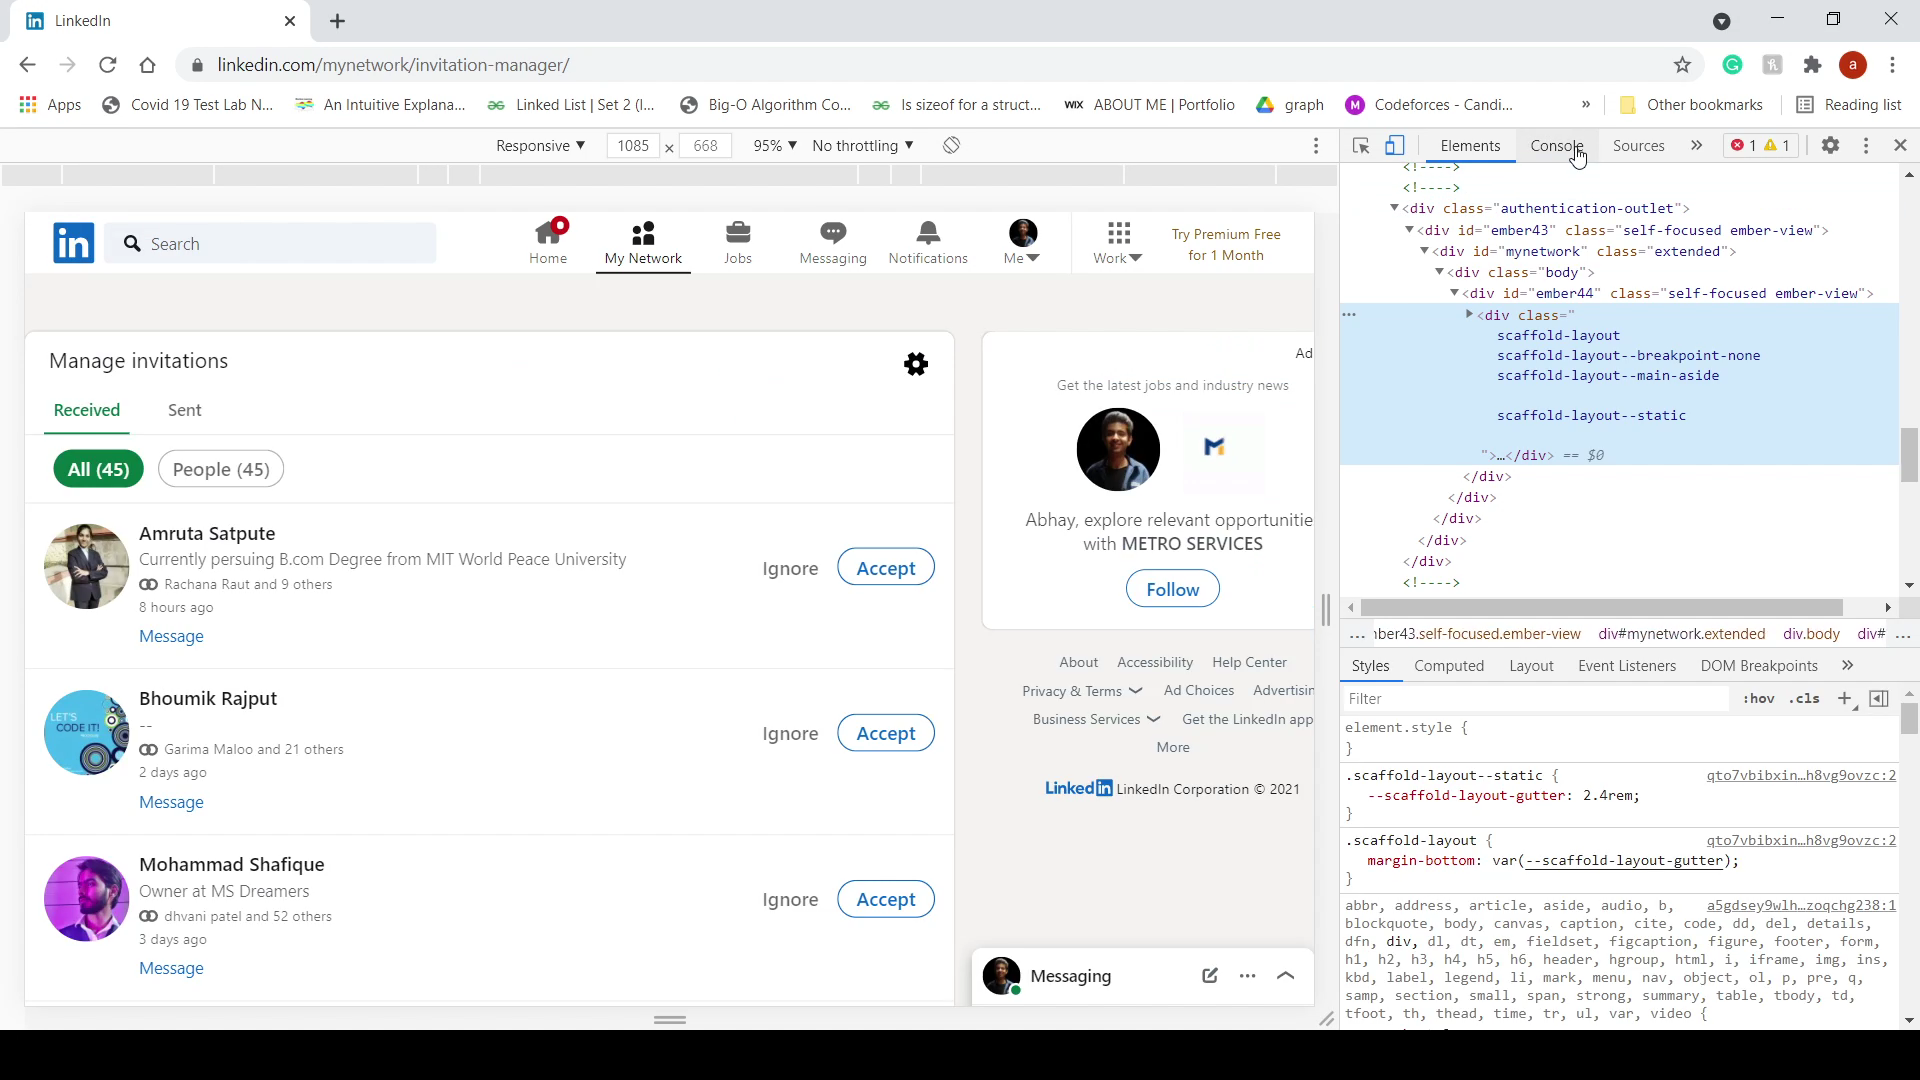 LinkedIn
linkedin.com/mynetwork/invitation-manager/
a
Apps
Covid 19 Test Lab N...
An Intuitive Explana...
Linked List | Set 2 (I...
Big-O Algorithm Co...
Is sizeof for a struct...
WIX ABOUT ME | Portfolio
graph
M Codeforces - Candi...
»
Other bookmarks
Reading list
Responsive ▼ 1085 × 668 95% ▼ No throttling ▼
Elements Console Sources » 1 1
in Search
Home
My Network
Jobs
Messaging
Notifications
Me
Work
Try Premium Free
for 1 Month
Manage invitations
Received Sent
All (45) People (45)
Amruta Satpute
Currently persuing B.com Degree from MIT World Peace University
Rachana Raut and 9 others
8 hours ago
Message
Ignore Accept
Bhoumik Rajput
--
Garima Maloo and 21 others
2 days ago
Message
Ignore Accept
LET'S
CODE IT!
Mohammad Shafique
Owner at MS Dreamers
dhvani patel and 52 others
3 days ago
Message
Ignore Accept
Ad
Get the latest jobs and industry news
Abhay, explore relevant opportunitie
with METRO SERVICES
Follow
About Accessibility Help Center
Privacy & Terms Ad Choices Advertisin
Business Services Get the LinkedIn app
More
Linkedin LinkedIn Corporation © 2021
Messaging
<!---->
<!---->
▼<div class="authentication-outlet">
▼<div id="ember43" class="self-focused ember-view">
▼<div id="mynetwork" class="extended">
▼<div class="body">
▼<div id="ember44" class="self-focused ember-view">
... ▶<div class="
scaffold-layout
scaffold-layout--breakpoint-none
scaffold-layout--main-aside
scaffold-layout--static
">…</div> == $0
</div>
</div>
</div>
</div>
</div>
<!---->
... ıber43.self-focused.ember-view div#mynetwork.extended div.body div# ...
Styles Computed Layout Event Listeners DOM Breakpoints »
Filter :hov .cls +
element.style {
}
.scaffold-layout--static { qto7vbibxin…h8vg9ovzc:2
--scaffold-layout-gutter: 2.4rem;
}
.scaffold-layout { qto7vbibxin…h8vg9ovzc:2
margin-bottom: var(--scaffold-layout-gutter);
}
abbr, address, article, aside, audio, b, a5gdsey9wlh…zoqchg238:1
blockquote, body, canvas, caption, cite, code, dd, del, details,
dfn, div, dl, dt, em, fieldset, figcaption, figure, footer, form,
h1, h2, h3, h4, h5, h6, header, hgroup, html, i, iframe, img, ins,
kbd, label, legend, li, mark, menu, nav, object, ol, p, pre, q,
samp, section, small, span, strong, summary, table, tbody, td,
tfoot, th, thead, time, tr, ul, var, video {